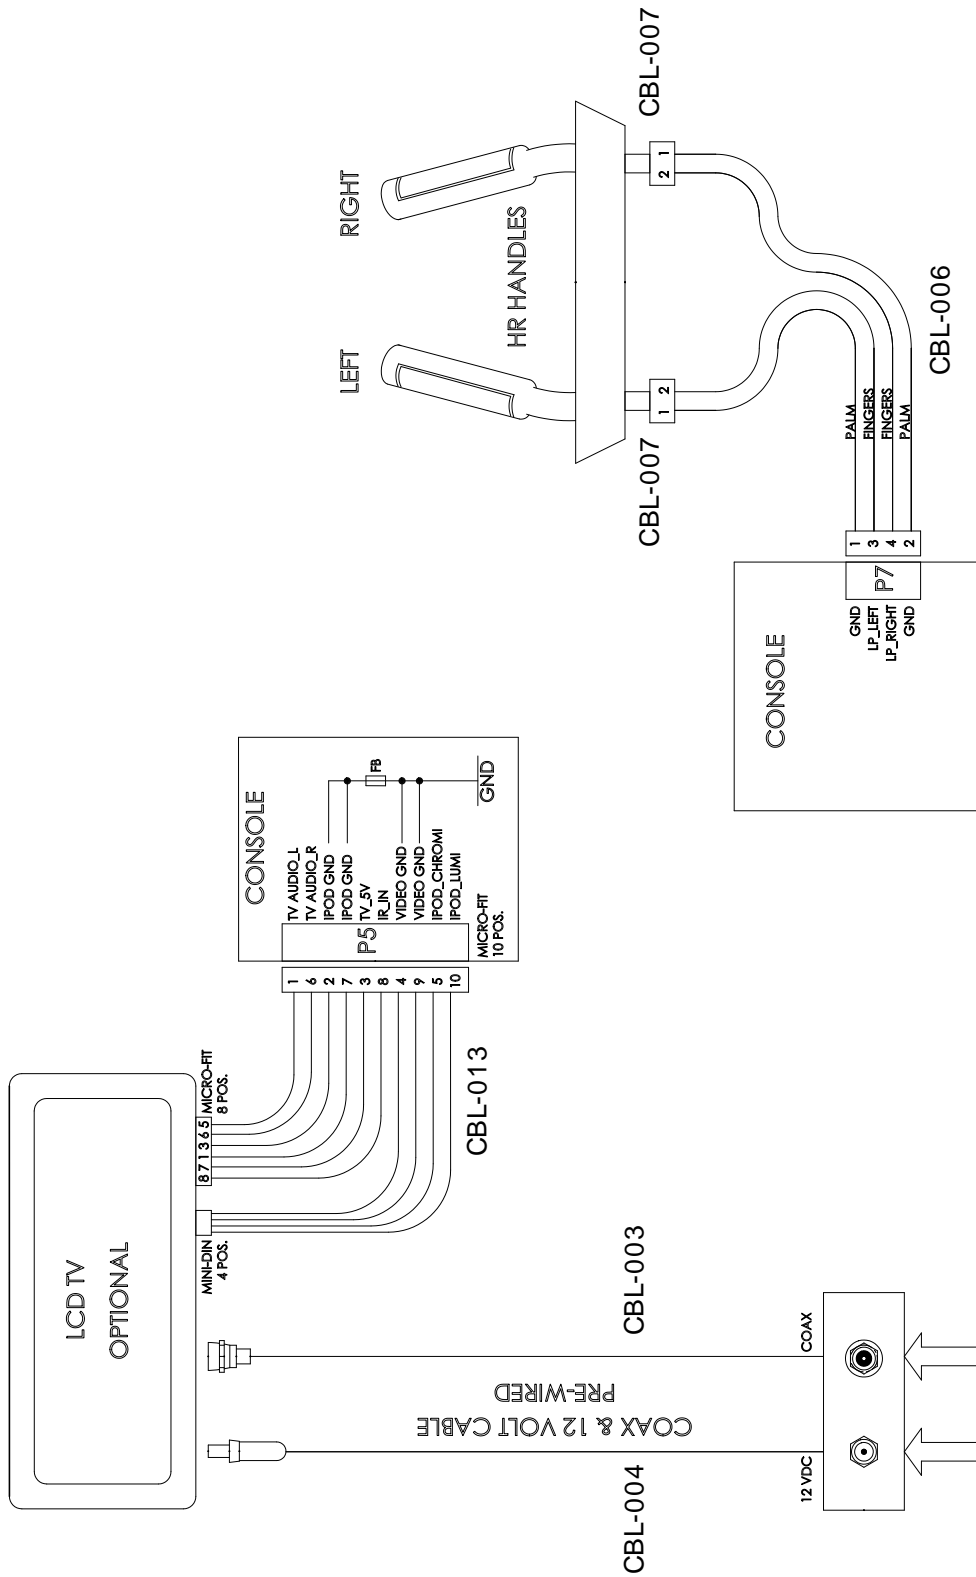 LCD TV
OPTIONAL
MINI-DIN
4 POS.
8 7 1 3 6 5
MICRO-FIT
8 POS.
CBL-013
CONSOLE
P5
1 TV AUDIO_L
6 TV AUDIO_R
2 IPOD GND
7 IPOD GND
3 TV_5V
8 IR_IN
4 VIDEO GND
9 VIDEO GND
5 IPOD_CHROMI
10 IPOD_LUMI
FB
GND
MICRO-FIT
10 POS.
CBL-004
CBL-003
COAX & 12 VOLT CABLE
PRE-WIRED
12 VDC
COAX
LEFT
RIGHT
HR HANDLES
CBL-007
1 2
2 1
CBL-007
CBL-006
PALM
FINGERS
FINGERS
PALM
1
3
4
2
P7
GND
LP_LEFT
LP_RIGHT
GND
CONSOLE